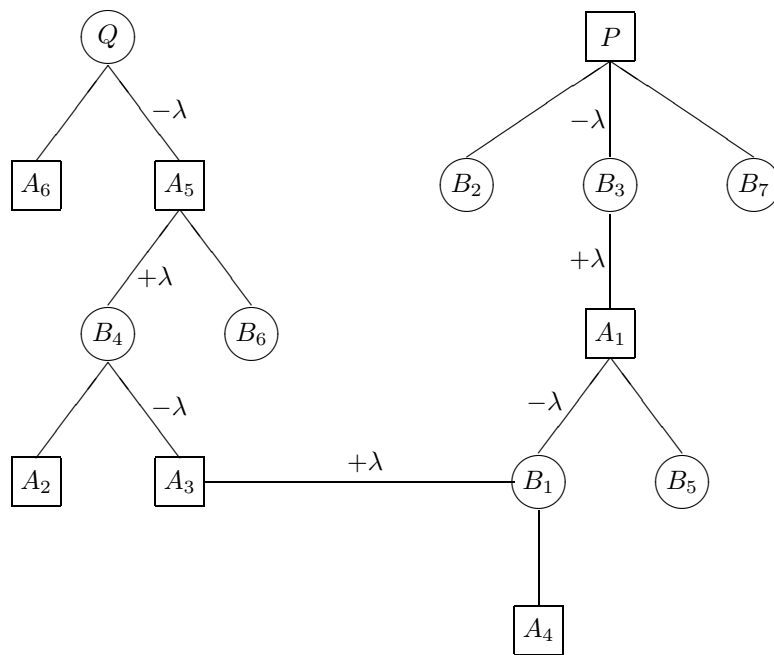 Q P
−λ −λ
A₆ A₅ B₂ B₃ B₇
+λ +λ
B₄ B₆ A₁
−λ −λ
A₂ A₃ +λ B₁ B₅
A₄